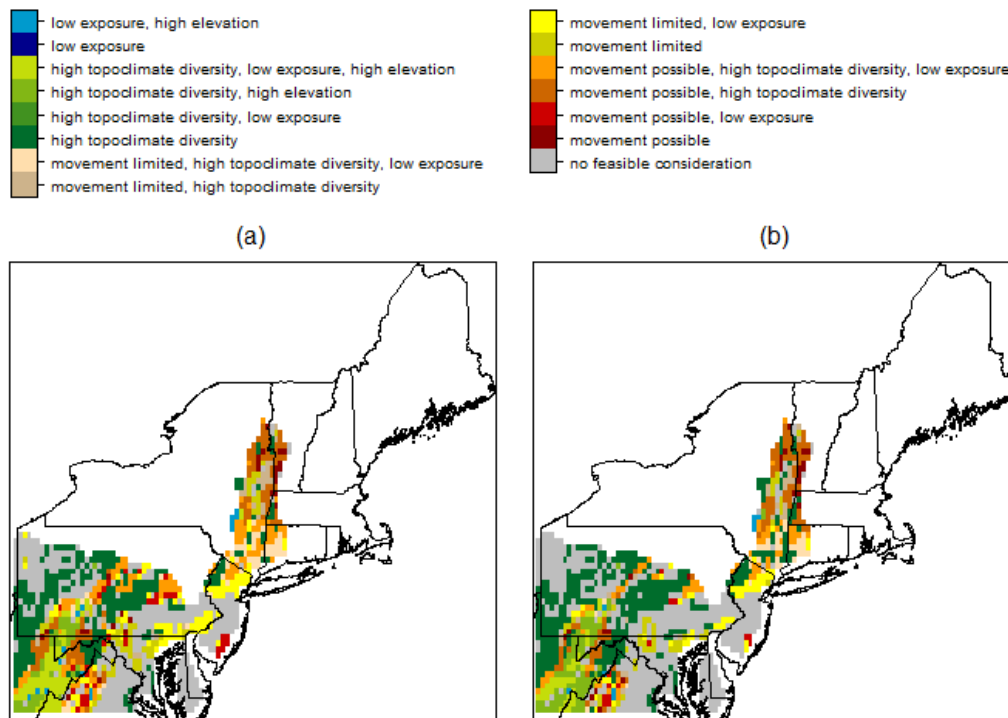 low exposure, high elevation
low exposure
high topoclimate diversity, low exposure, high elevation
high topoclimate diversity, high elevation
high topoclimate diversity, low exposure
high topoclimate diversity
movement limited, high topoclimate diversity, low exposure
movement limited, high topoclimate diversity
movement limited, low exposure
movement limited
movement possible, high topoclimate diversity, low exposure
movement possible, high topoclimate diversity
movement possible, low exposure
movement possible
no feasible consideration
(a)
(b)